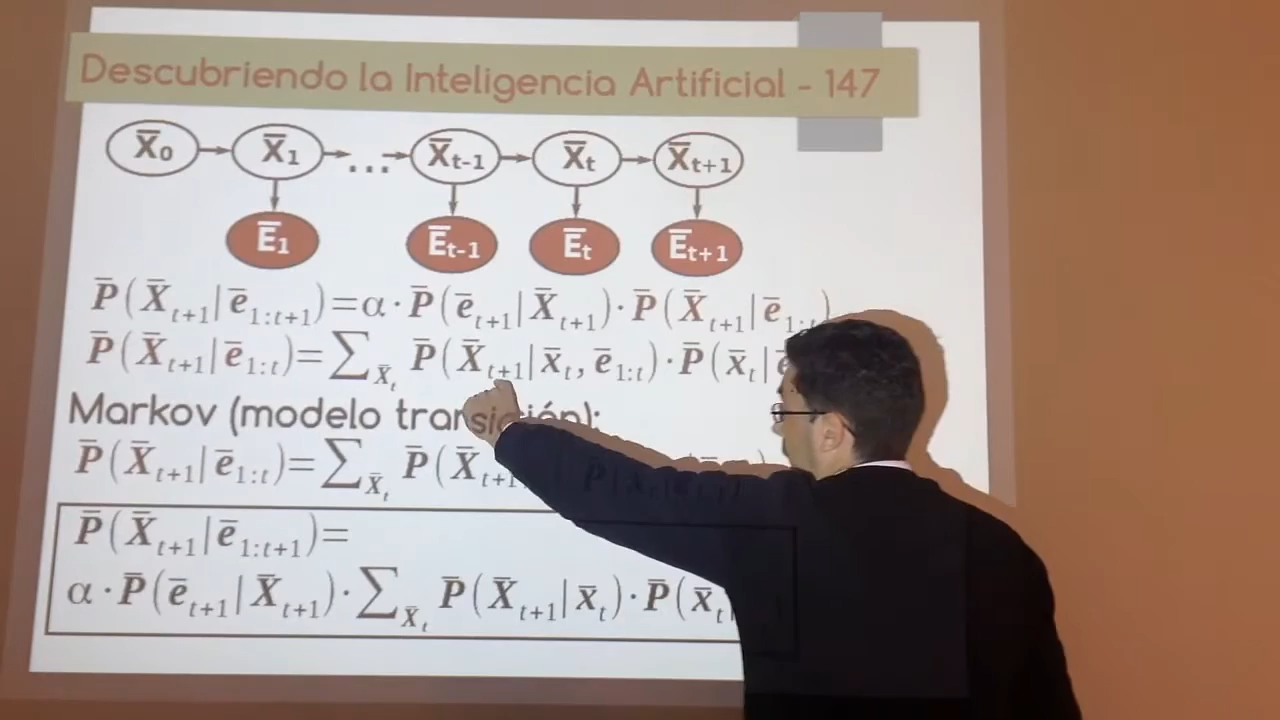 Descubriendo la Inteligencia Artificial - 147
X̄₀ X̄₁ ... X̄ₜ₋₁ X̄ₜ X̄ₜ₊₁
Ē₁ Ēₜ₋₁ Ēₜ Ēₜ₊₁
P̄(X̄ₜ₊₁|ē₁:ₜ₊₁)=α·P̄(ēₜ₊₁|X̄ₜ₊₁)·P̄(X̄ₜ₊₁|ē₁:ₜ)
P̄(X̄ₜ₊₁|ē₁:ₜ)=∑X̄ₜ P̄(X̄ₜ₊₁|x̄ₜ, ē₁:ₜ)·P̄(x̄ₜ|ē
Markov (modelo transición):
P̄(X̄ₜ₊₁|ē₁:ₜ)=∑X̄ₜ P̄(X̄ₜ₊₁
P̄(X̄ₜ₊₁|ē₁:ₜ₊₁)=
α·P̄(ēₜ₊₁|X̄ₜ₊₁)·∑X̄ₜ P̄(X̄ₜ₊₁|x̄ₜ)·P̄(x̄ₜ|